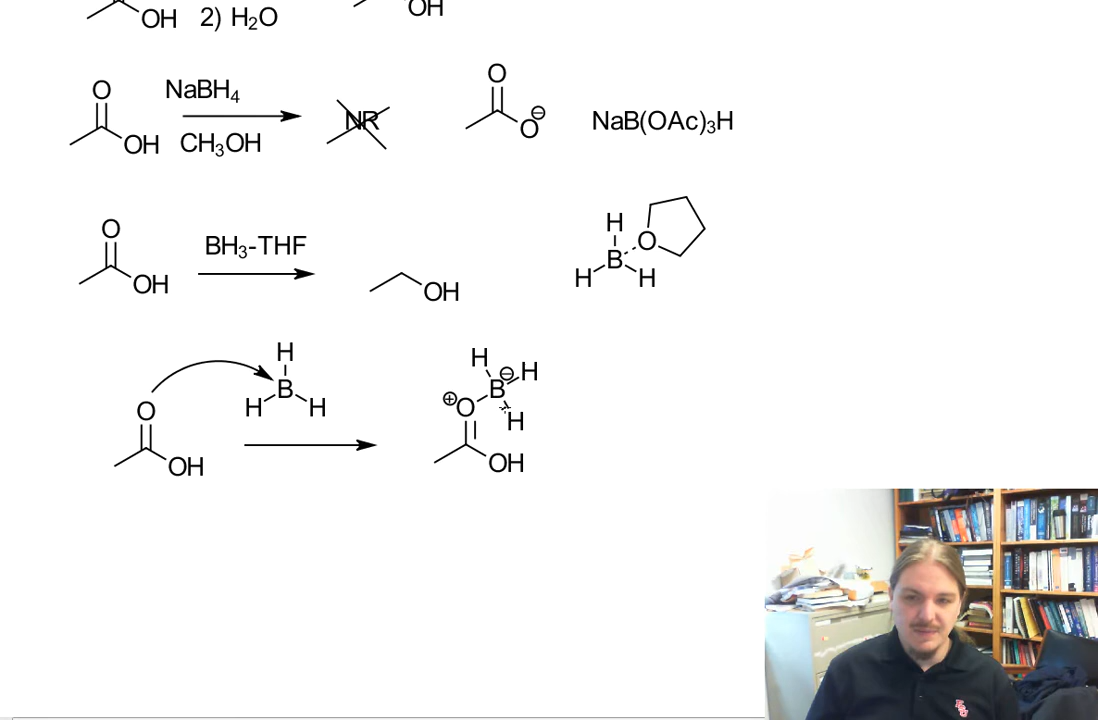 OH 2) H₂O OH
O NaBH₄ NR O O⊖ NaB(OAc)₃H
OH CH₃OH
O BH₃-THF H O
OH OH H B H
O H B H H H B⊖ H H
OH ⊕O OH